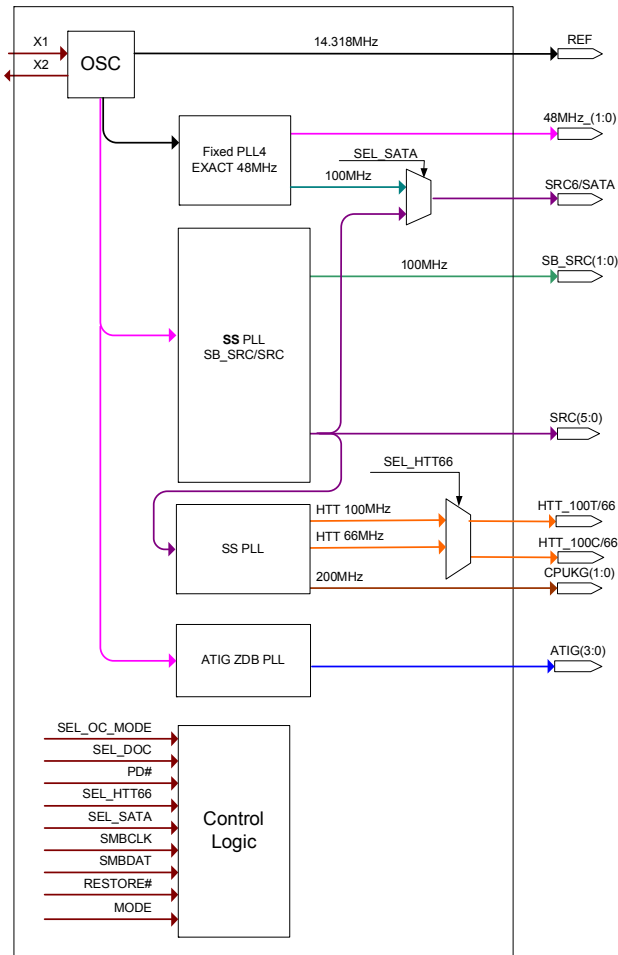 X1
X2
OSC
14.318MHz
REF
Fixed PLL4
EXACT 48MHz
48MHz_(1:0)
SEL_SATA
100MHz
SRC6/SATA
SS PLL
SB_SRC/SRC
100MHz
SB_SRC(1:0)
SRC(5:0)
SEL_HTT66
SS PLL
HTT 100MHz
HTT 66MHz
200MHz
HTT_100T/66
HTT_100C/66
CPUKG(1:0)
ATIG ZDB PLL
ATIG(3:0)
SEL_OC_MODE
SEL_DOC
PD#
SEL_HTT66
SEL_SATA
SMBCLK
SMBDAT
RESTORE#
MODE
Control
Logic